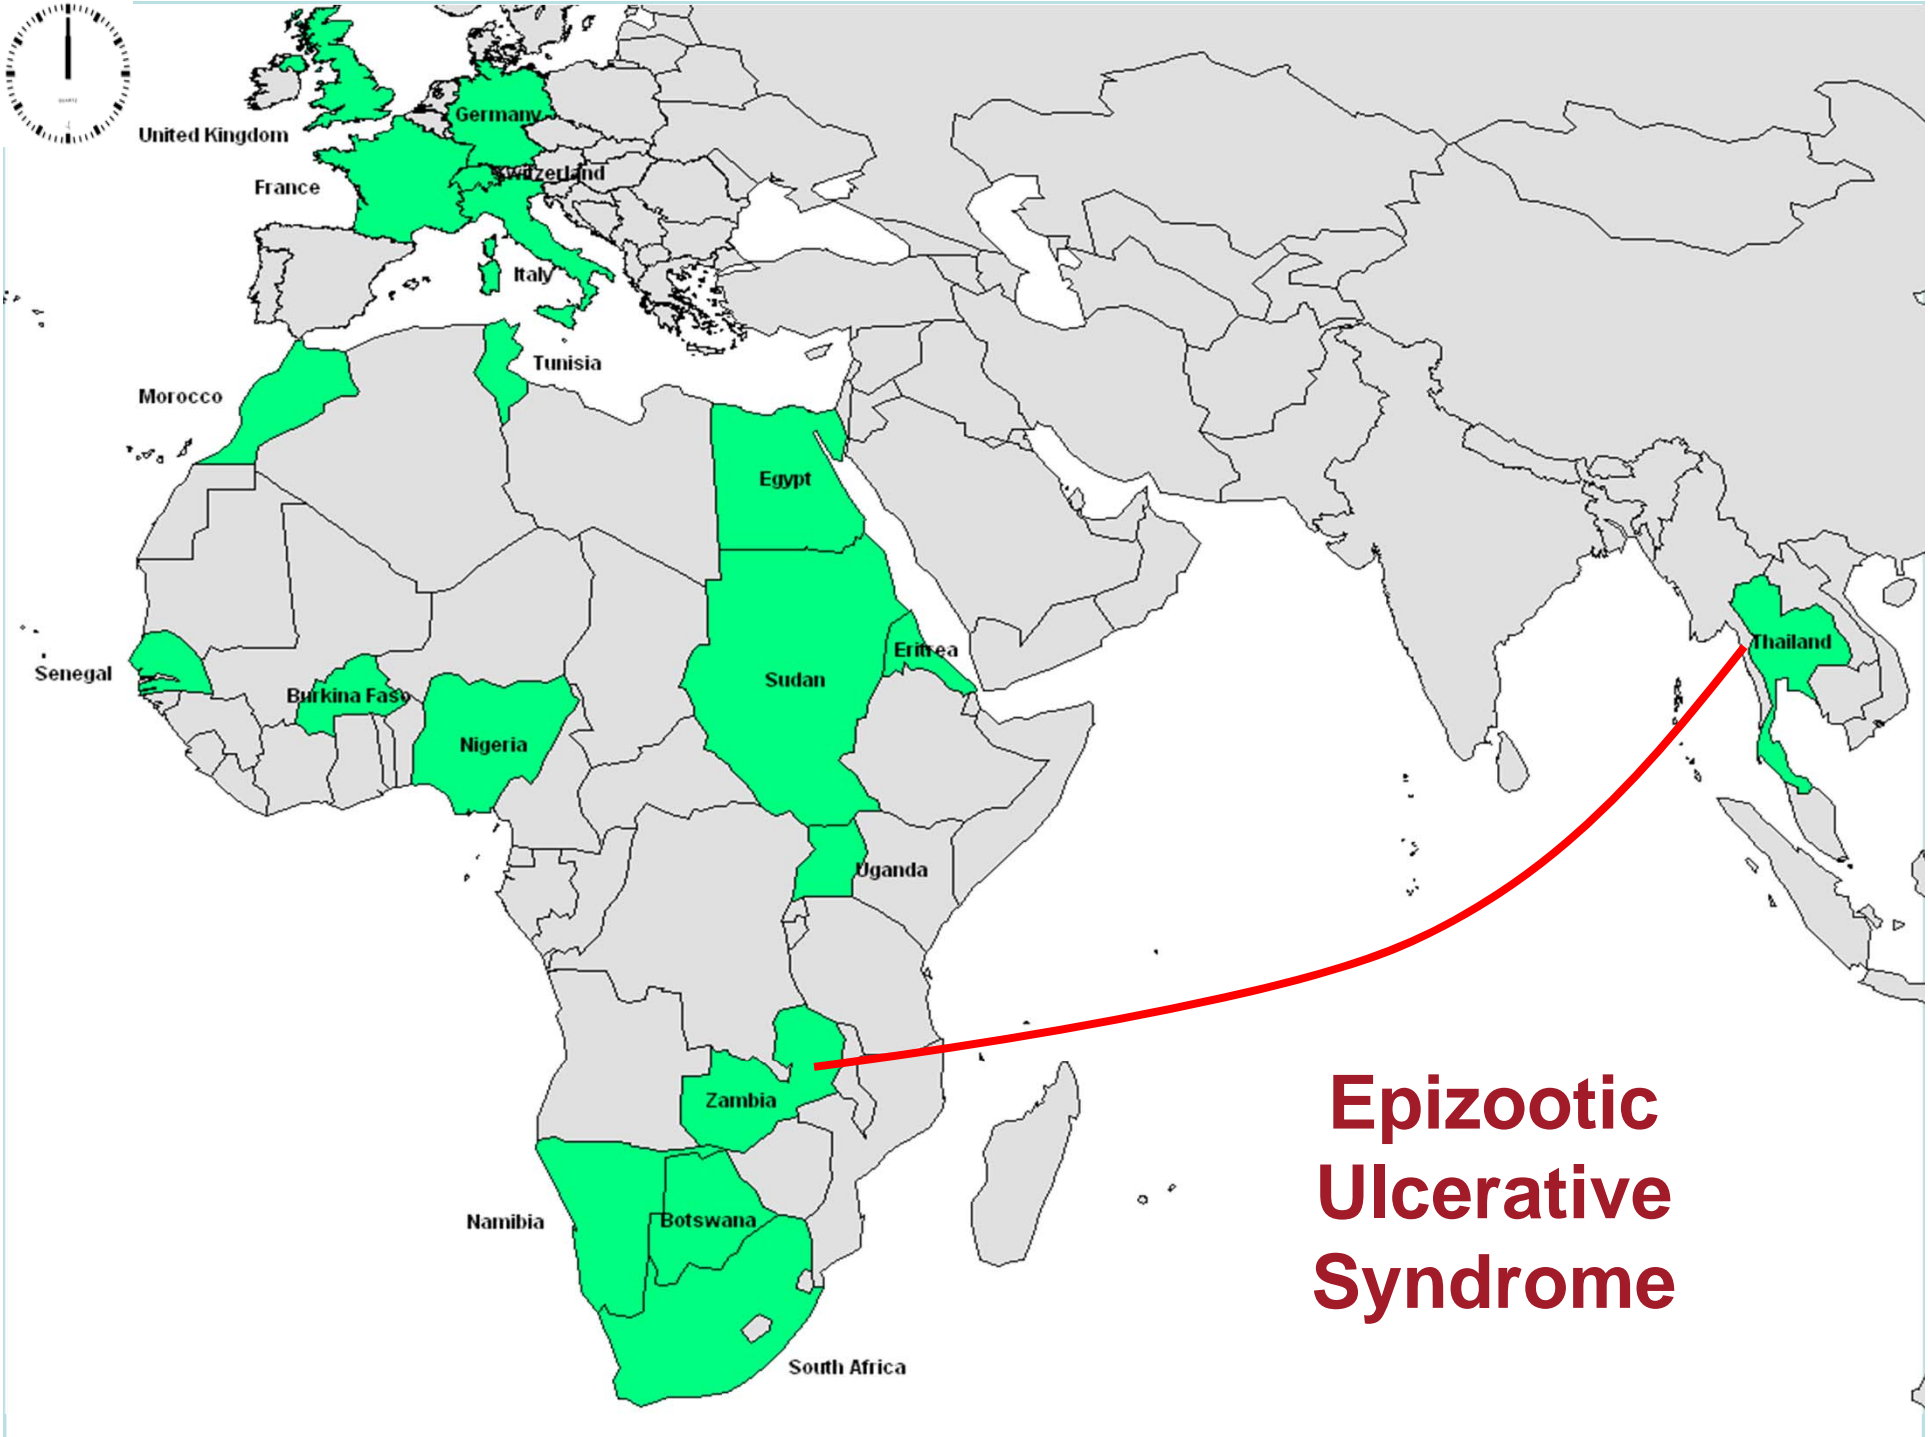 Germany
United Kingdom
Switzerland
France
Italy
Tunisia
Morocco
Egypt
Thailand
Eritrea
Senegal
Sudan
Burkina Faso
Nigeria
Uganda
Zambia
Epizootic
Ulcerative
Syndrome
Namibia
Botswana
South Africa